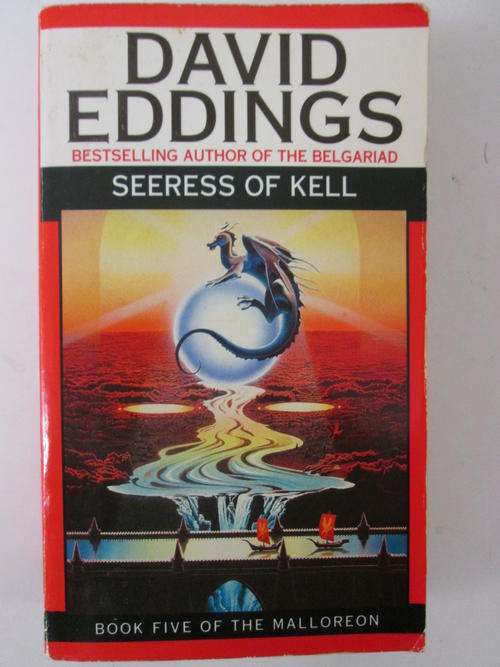 DAVID
EDDINGS
BESTSELLING AUTHOR OF THE BELGARIAD
SEERESS OF KELL
BOOK FIVE OF THE MALLOREON